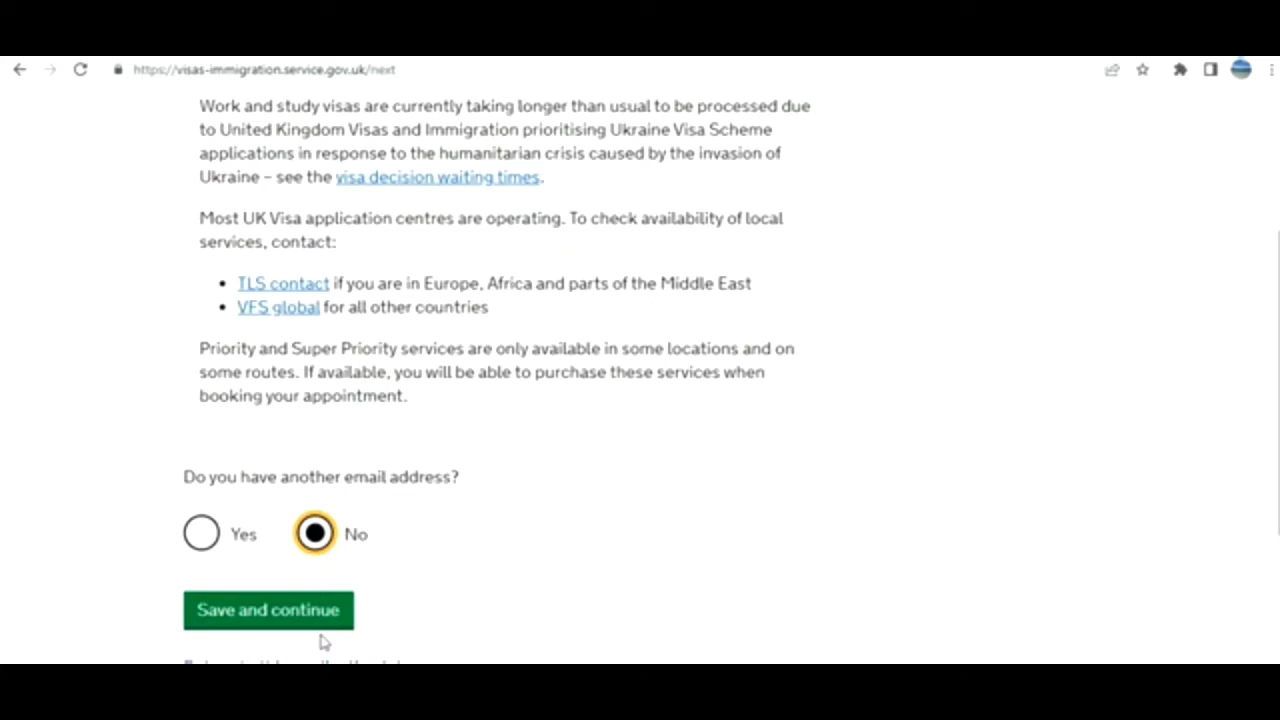 https://visas-immigration.service.gov.uk/next
Work and study visas are currently taking longer than usual to be processed due
to United Kingdom Visas and Immigration prioritising Ukraine Visa Scheme
applications in response to the humanitarian crisis caused by the invasion of
Ukraine – see the visa decision waiting times.
Most UK Visa application centres are operating. To check availability of local
services, contact:
• TLS contact if you are in Europe, Africa and parts of the Middle East
• VFS global for all other countries
Priority and Super Priority services are only available in some locations and on
some routes. If available, you will be able to purchase these services when
booking your appointment.
Do you have another email address?
Yes No
Save and continue